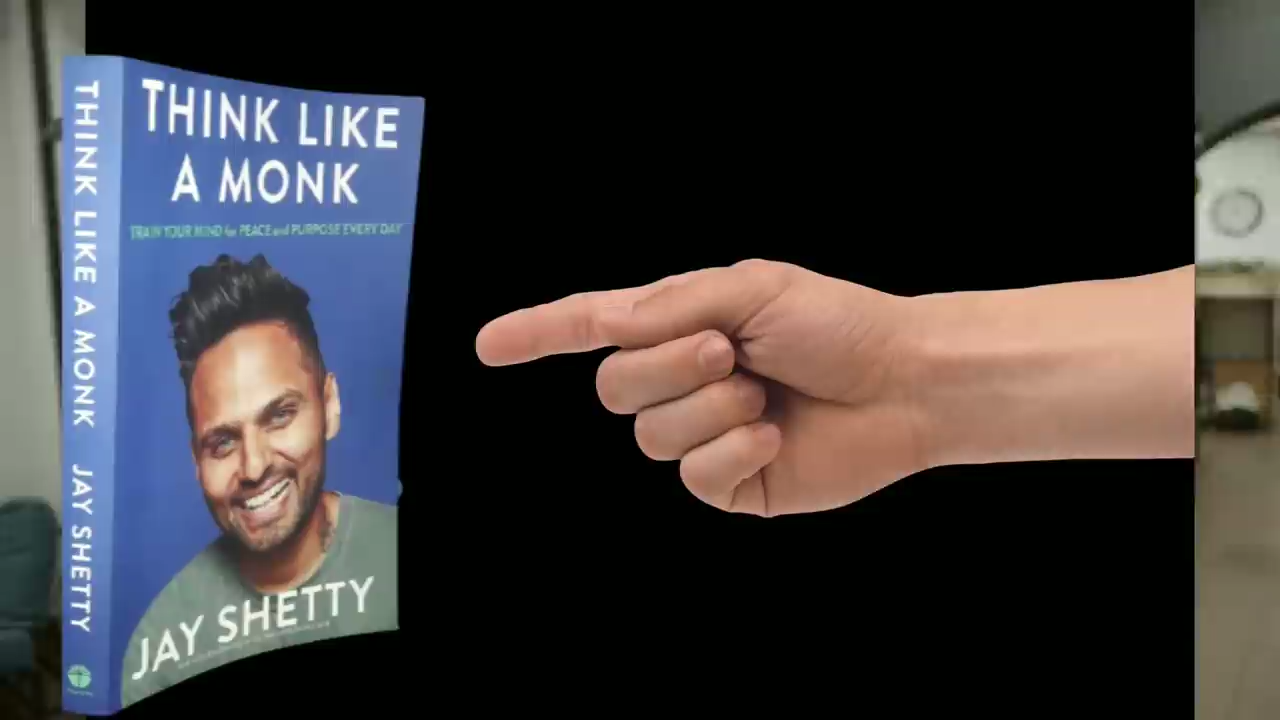 THINK LIKE A MONK JAY SHETTY
THINK LIKE
A MONK
TRAIN YOUR MIND for PEACE and PURPOSE EVERY DAY
JAY SHETTY